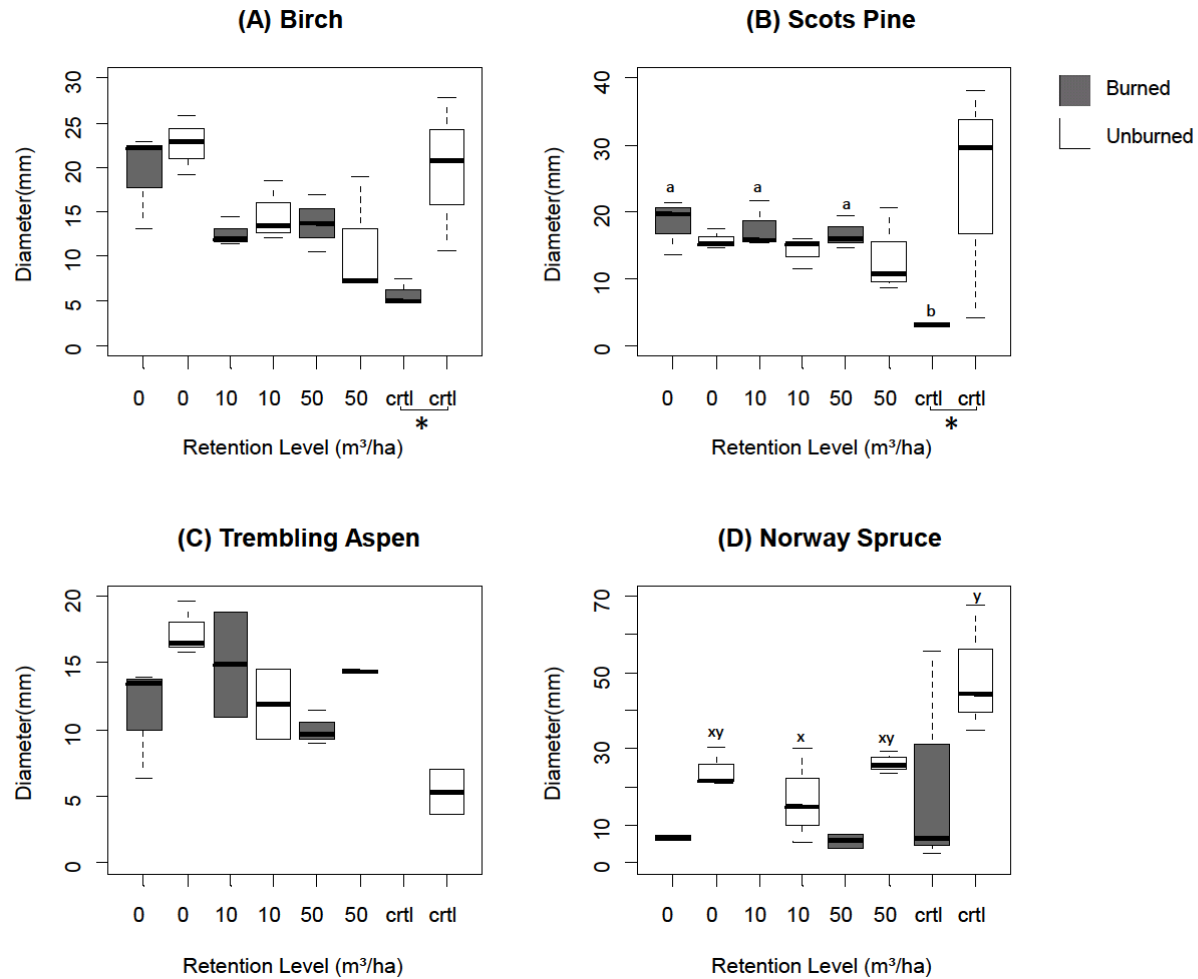 (A) Birch
30
25
20
15
10
5
0
Diameter(mm)
0 0 10 10 50 50 crtl crtl
*
Retention Level (m³/ha)
(B) Scots Pine
40
30
20
10
0
Diameter(mm)
a a a b
0 0 10 10 50 50 crtl crtl
*
Retention Level (m³/ha)
Burned
Unburned
(C) Trembling Aspen
20
15
10
5
0
Diameter(mm)
0 0 10 10 50 50 crtl crtl
Retention Level (m³/ha)
(D) Norway Spruce
70
50
30
10
0
Diameter(mm)
xy x xy y
0 0 10 10 50 50 crtl crtl
Retention Level (m³/ha)